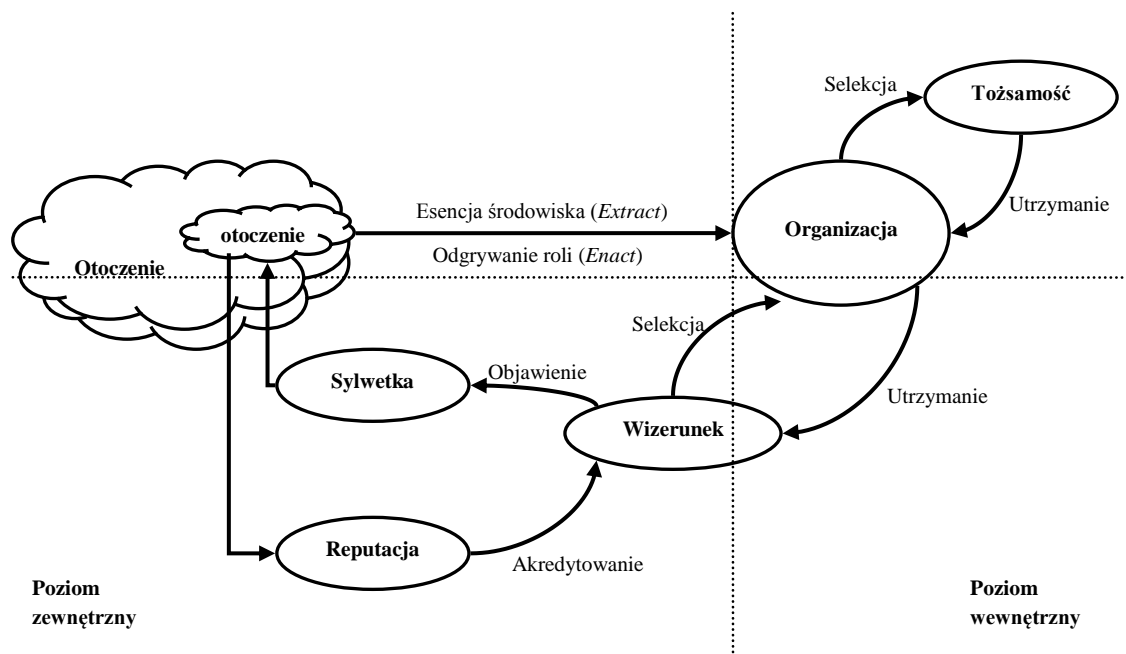 Selekcja
Tożsamość
Esencja środowiska (Extract)
Utrzymanie
otoczenie
Organizacja
Otoczenie
Odgrywanie roli (Enact)
Selekcja
Sylwetka
Objawienie
Utrzymanie
Wizerunek
Reputacja
Akredytowanie
Poziom
zewnętrzny
Poziom
wewnętrzny